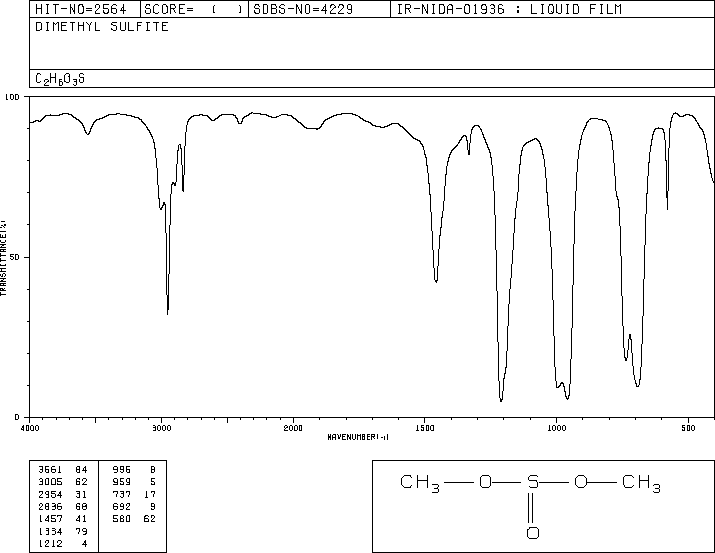 HIT-NO=2564 SCORE= ( ) SDBS-NO=4229 IR-NIDA-01936 : LIQUID FILM
DIMETHYL SULFITE
C2H6O3S
100
50
0
TRANSMITTANCE(%)
4000 3000 2000 1500 1000 500
WAVENUMBER(-1)
3561 84 996 8
3005 62 959 5
2954 31 737 17
2836 68 692 9
1457 41 580 62
1334 79
1212 4
CH3 O S O CH3
O